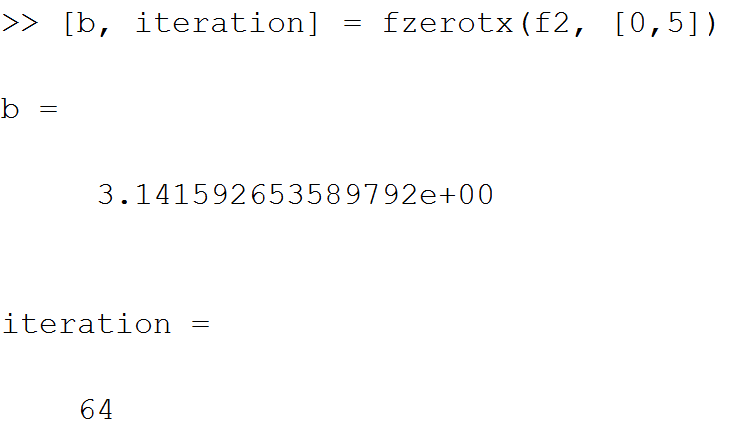 >> [b, iteration] = fzerotx(f2, [0,5])
b =
3.141592653589792e+00
iteration =
64